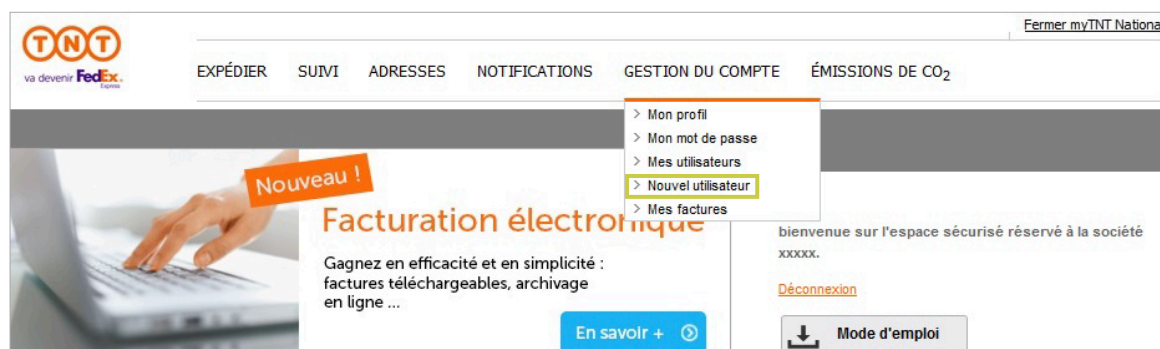 Fermer myTNT Nationa
TNT
va devenir FedEx.
Express
EXPÉDIER SUIVI ADRESSES NOTIFICATIONS GESTION DU COMPTE ÉMISSIONS DE CO2
> Mon profil
> Mon mot de passe
> Mes utilisateurs
> Nouvel utilisateur
> Mes factures
Nouveau !
Facturation électronique
Gagnez en efficacité et en simplicité :
factures téléchargeables, archivage
en ligne ...
En savoir +
bienvenue sur l'espace sécurisé réservé à la société
xxxxx.
Déconnexion
Mode d'emploi